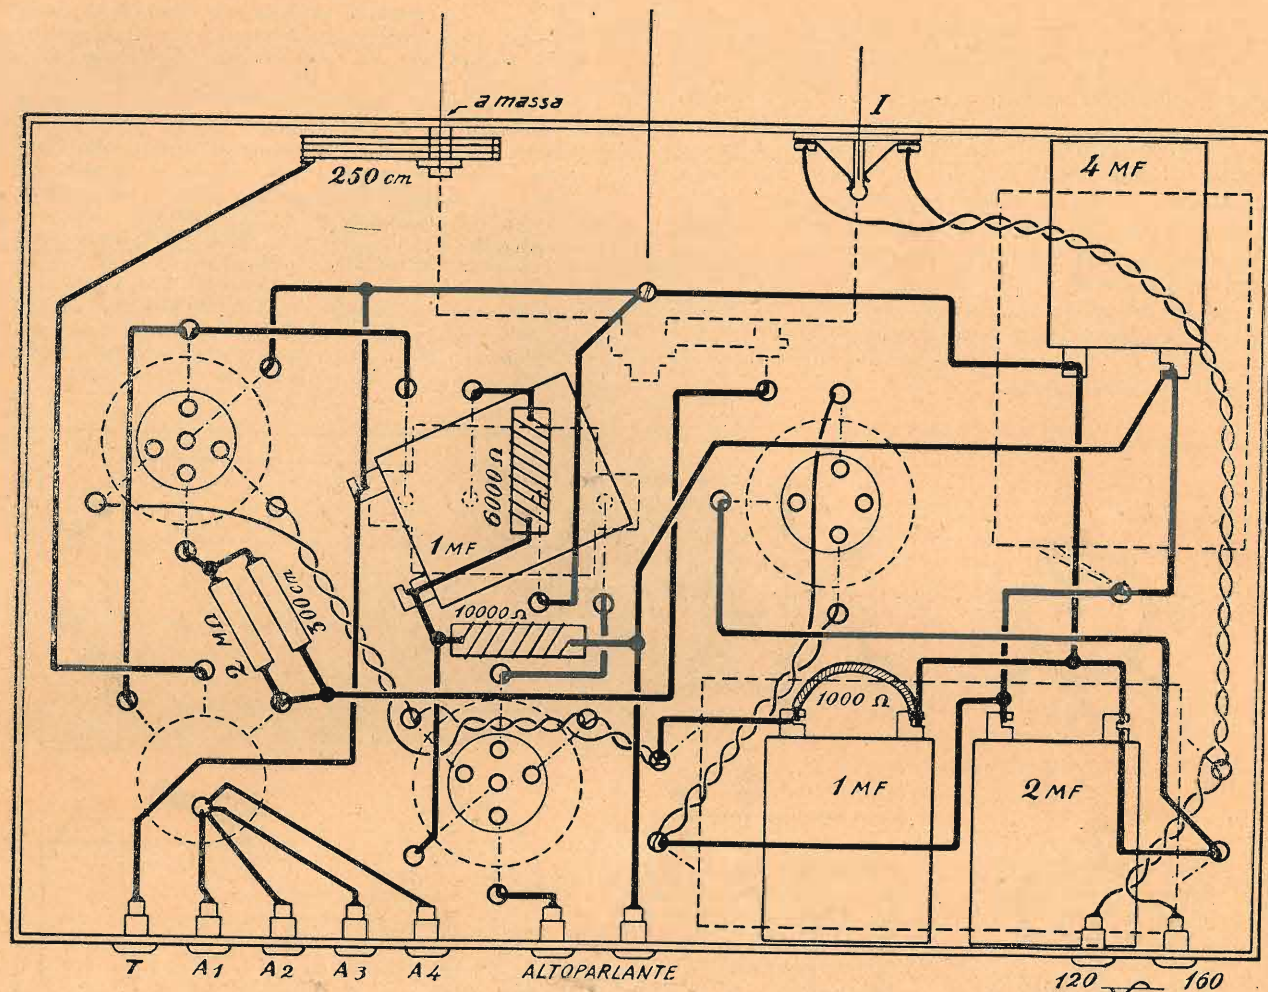 a massa
I
250 cm
4 MF
6000 Ω
1 MF
10000 Ω
2 MΩ
300 cm
1000 Ω
1 MF
2 MF
T
A1
A2
A3
A4
ALTOPARLANTE
120
160